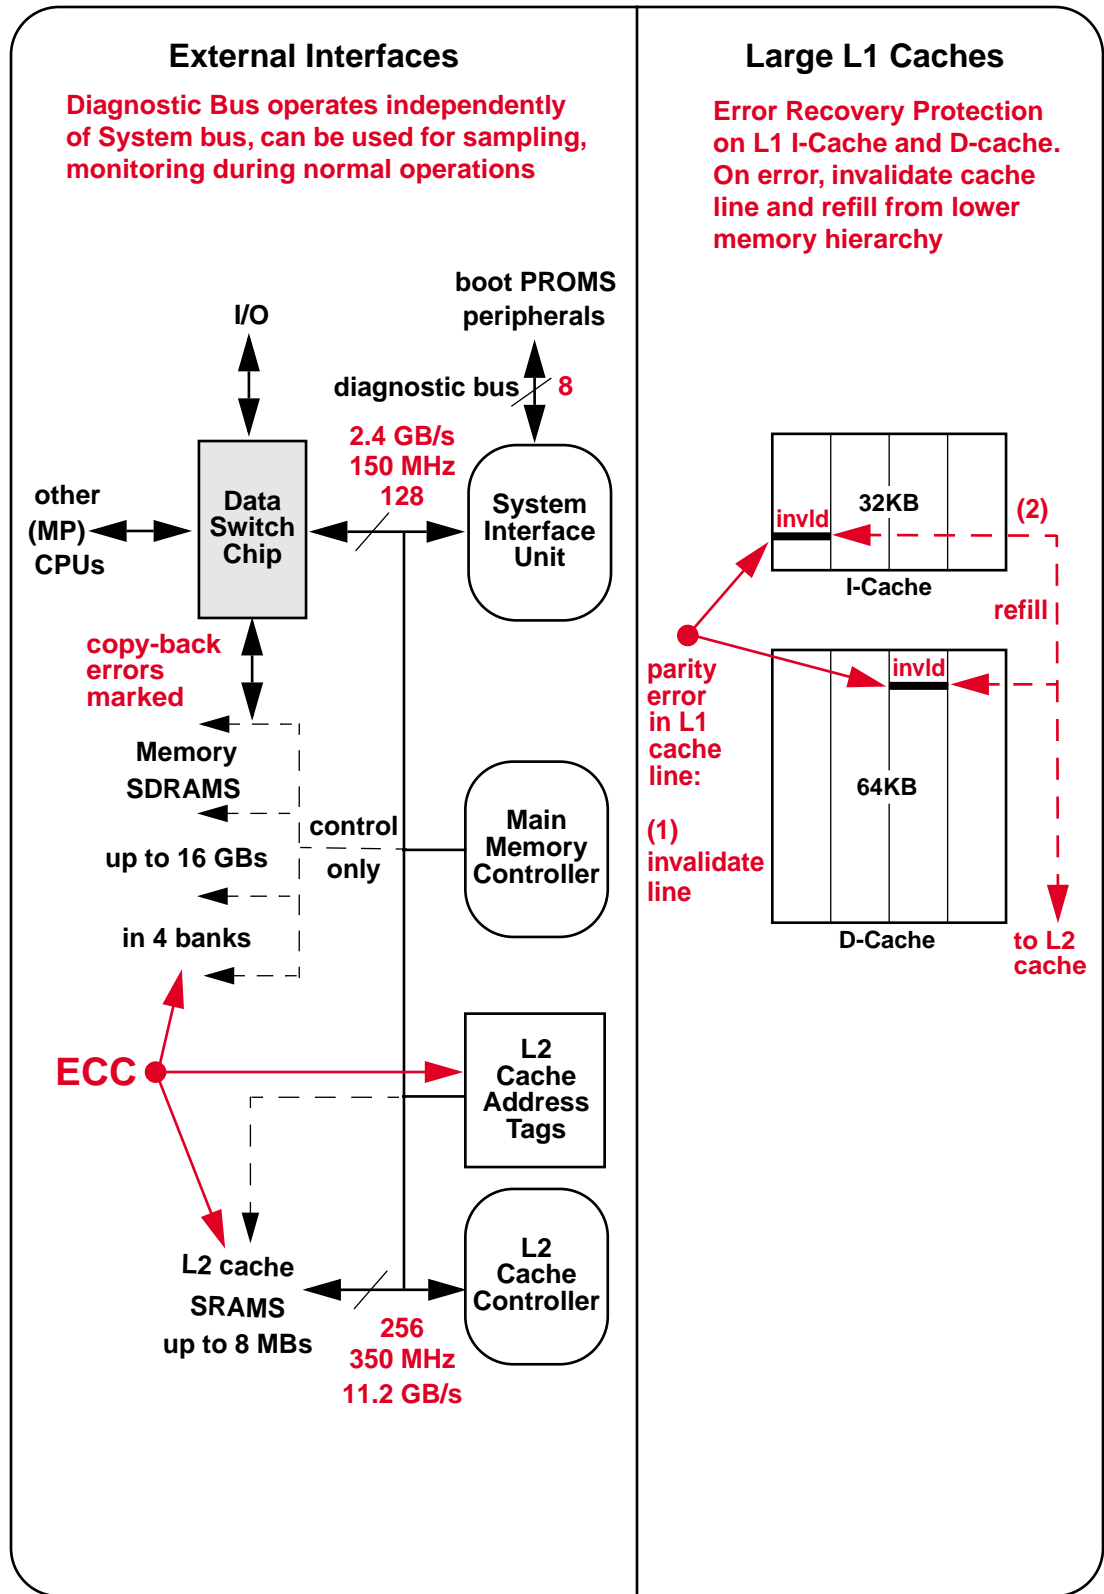 External Interfaces
Diagnostic Bus operates independently
of System bus, can be used for sampling,
monitoring during normal operations
boot PROMS
peripherals
I/O
diagnostic bus
8
2.4 GB/s
150 MHz
128
other
(MP)
CPUs
Data
Switch
Chip
System
Interface
Unit
copy-back
errors
marked
Memory
SDRAMS
up to 16 GBs
in 4 banks
control
only
Main
Memory
Controller
ECC
L2
Cache
Address
Tags
L2 cache
SRAMS
up to 8 MBs
L2
Cache
Controller
256
350 MHz
11.2 GB/s
Large L1 Caches
Error Recovery Protection
on L1 I-Cache and D-cache.
On error, invalidate cache
line and refill from lower
memory hierarchy
32KB
invld
(2)
I-Cache
refill
parity
error
in L1
cache
line:
(1)
invalidate
line
invld
64KB
D-Cache
to L2
cache